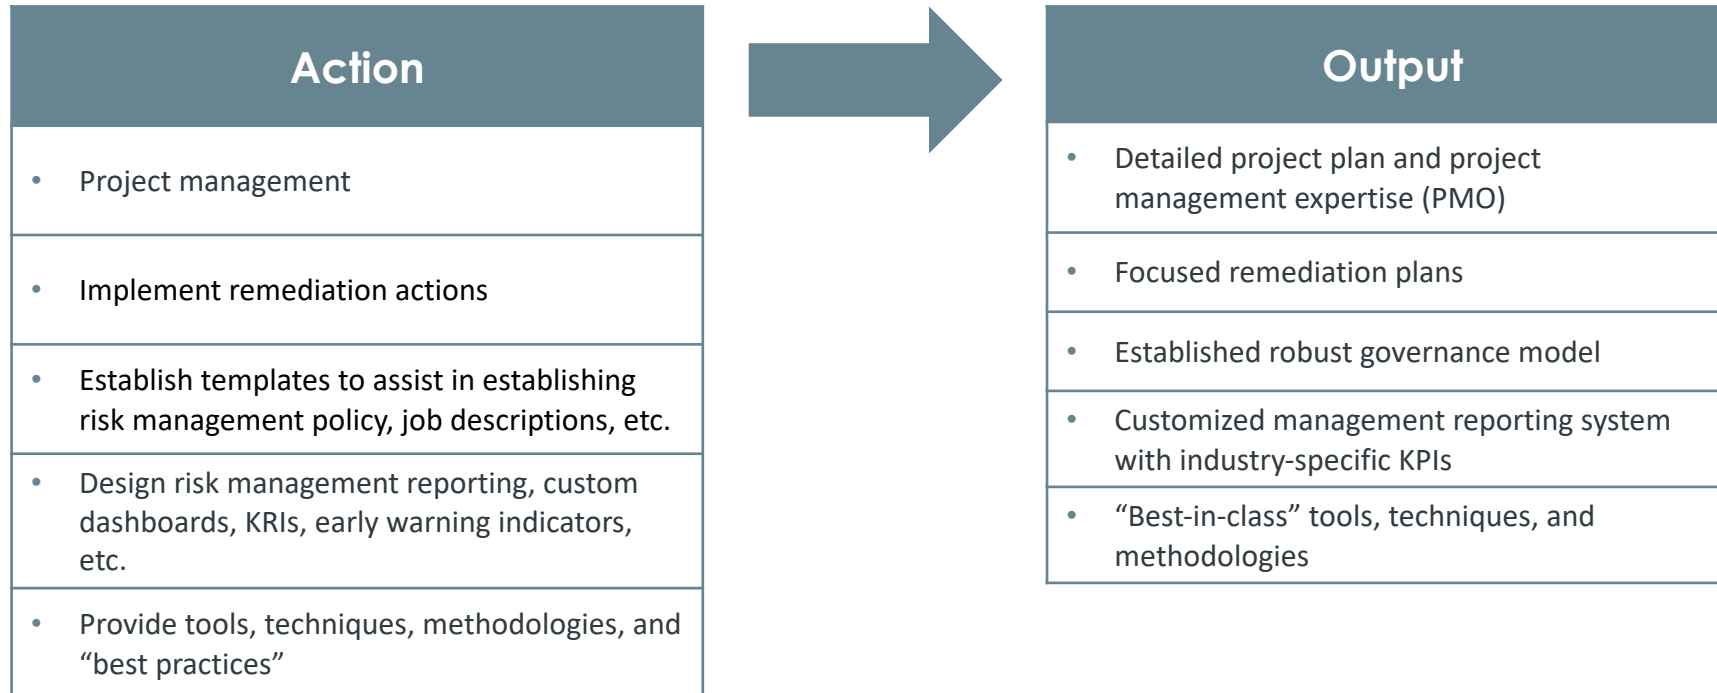 Action
• Project management
• Implement remediation actions
• Establish templates to assist in establishing
risk management policy, job descriptions, etc.
• Design risk management reporting, custom
dashboards, KRIs, early warning indicators,
etc.
• Provide tools, techniques, methodologies, and
“best practices”
Output
• Detailed project plan and project
management expertise (PMO)
• Focused remediation plans
• Established robust governance model
• Customized management reporting system
with industry-specific KPIs
• “Best-in-class” tools, techniques, and
methodologies